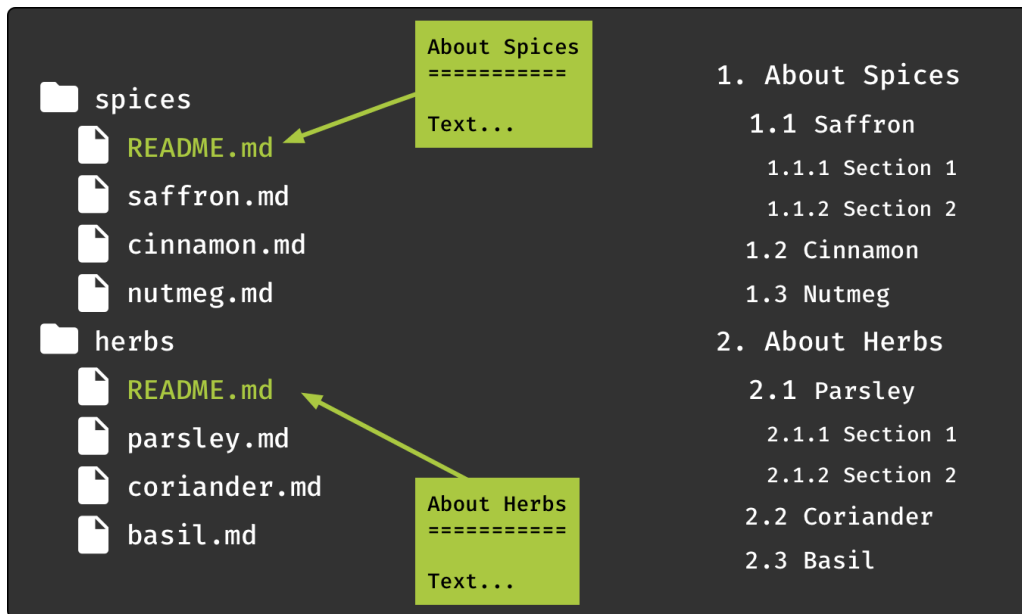 spices
README.md
saffron.md
cinnamon.md
nutmeg.md
herbs
README.md
parsley.md
coriander.md
basil.md
About Spices
===========
Text...
About Herbs
===========
Text...
1. About Spices
1.1 Saffron
1.1.1 Section 1
1.1.2 Section 2
1.2 Cinnamon
1.3 Nutmeg
2. About Herbs
2.1 Parsley
2.1.1 Section 1
2.1.2 Section 2
2.2 Coriander
2.3 Basil